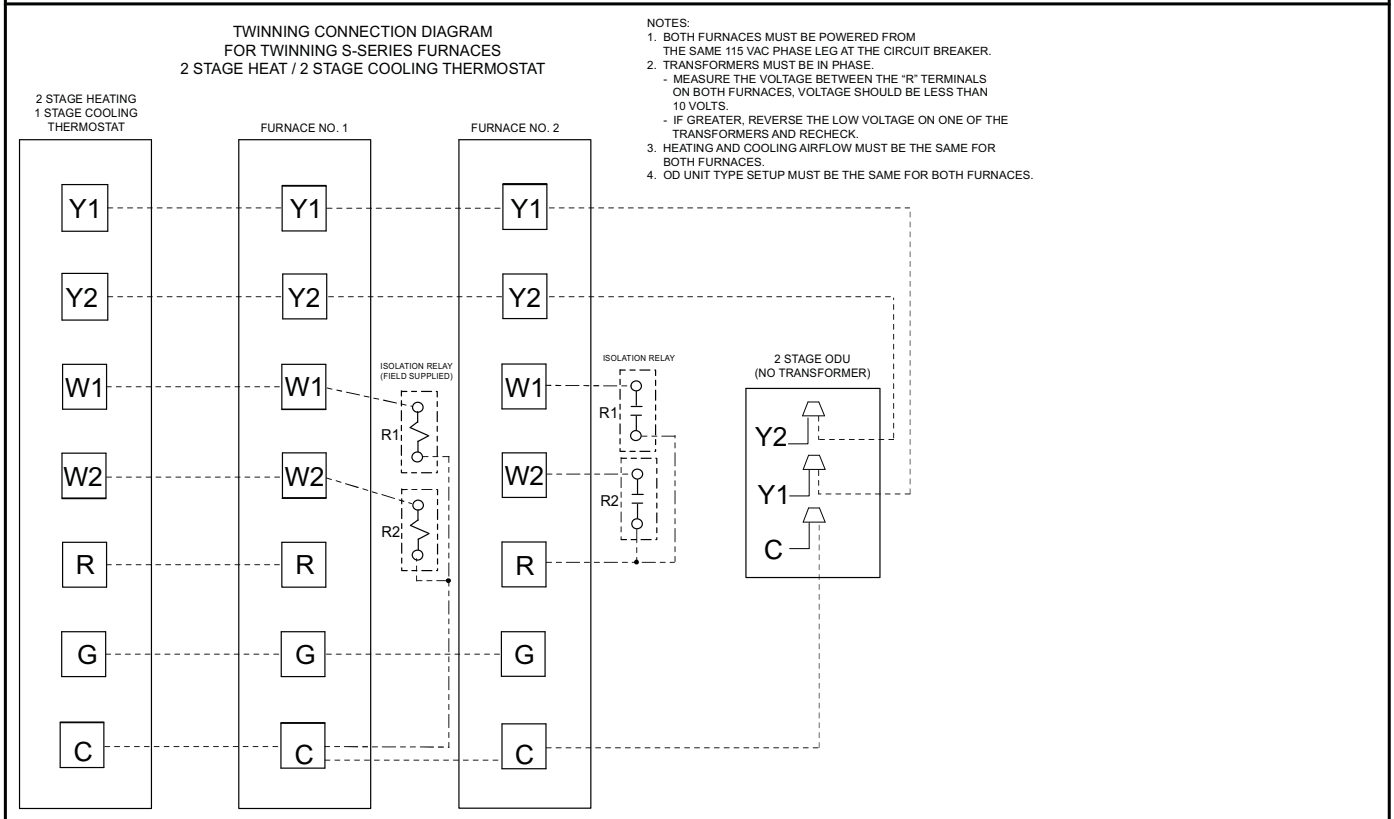 TWINNING CONNECTION DIAGRAM
FOR TWINNING S-SERIES FURNACES
2 STAGE HEAT / 2 STAGE COOLING THERMOSTAT
NOTES:
1. BOTH FURNACES MUST BE POWERED FROM
THE SAME 115 VAC PHASE LEG AT THE CIRCUIT BREAKER.
2. TRANSFORMERS MUST BE IN PHASE.
- MEASURE THE VOLTAGE BETWEEN THE “R” TERMINALS
ON BOTH FURNACES, VOLTAGE SHOULD BE LESS THAN
10 VOLTS.
- IF GREATER, REVERSE THE LOW VOLTAGE ON ONE OF THE
TRANSFORMERS AND RECHECK.
3. HEATING AND COOLING AIRFLOW MUST BE THE SAME FOR
BOTH FURNACES.
4. OD UNIT TYPE SETUP MUST BE THE SAME FOR BOTH FURNACES.
2 STAGE HEATING
1 STAGE COOLING
THERMOSTAT
Y1
Y2
W1
W2
R
G
C
FURNACE NO. 1
Y1
Y2
W1
W2
R
G
C
ISOLATION RELAY
(FIELD SUPPLIED)
R1
R2
FURNACE NO. 2
Y1
Y2
W1
W2
R
G
C
ISOLATION RELAY
R1
R2
2 STAGE ODU
(NO TRANSFORMER)
Y2
Y1
C